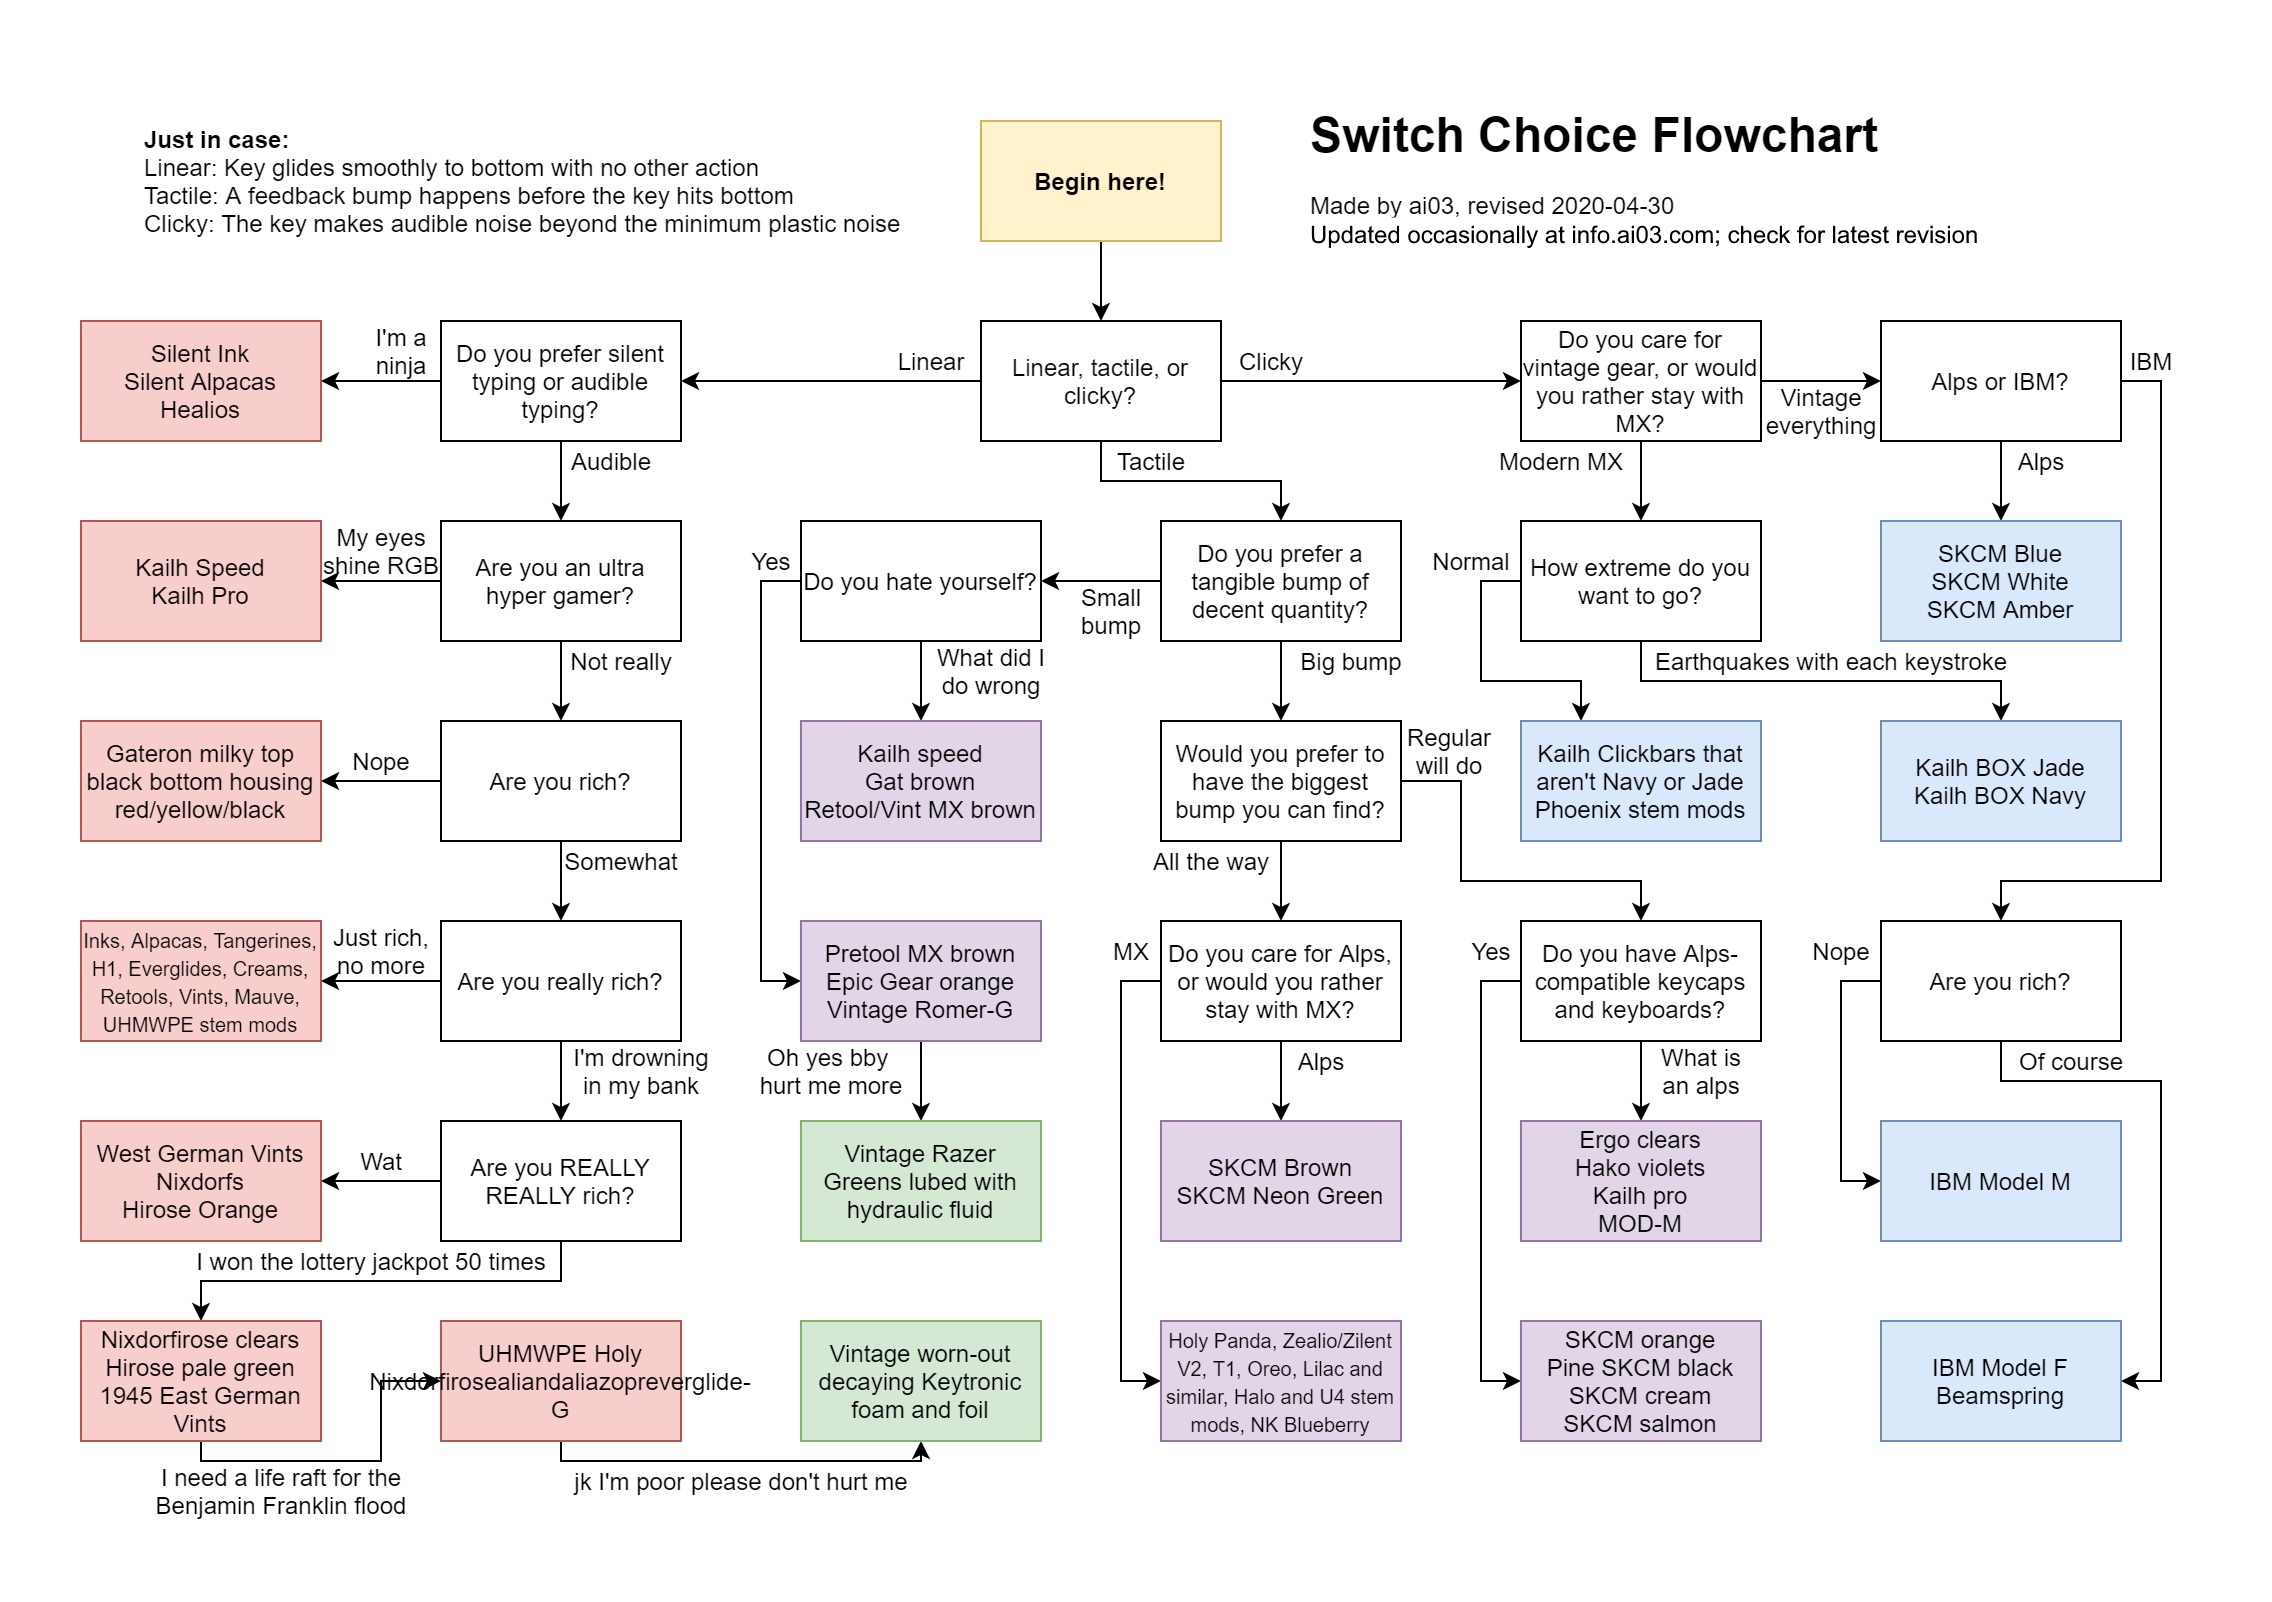 Just in case:
Linear: Key glides smoothly to bottom with no other action
Tactile: A feedback bump happens before the key hits bottom
Clicky: The key makes audible noise beyond the minimum plastic noise
Begin here!
Switch Choice Flowchart
Made by ai03, revised 2020-04-30
Updated occasionally at info.ai03.com; check for latest revision
Silent Ink
Silent Alpacas
Healios
I'm a
ninja
Do you prefer silent
typing or audible
typing?
Linear
Linear, tactile, or
clicky?
Clicky
Do you care for
vintage gear, or would
you rather stay with
MX?
Vintage
everything
Alps or IBM?
IBM
Audible
Tactile
Modern MX
Alps
Kailh Speed
Kailh Pro
My eyes
shine RGB
Are you an ultra
hyper gamer?
Yes
Do you hate yourself?
Small
bump
Do you prefer a
tangible bump of
decent quantity?
Normal
How extreme do you
want to go?
SKCM Blue
SKCM White
SKCM Amber
Not really
What did I
do wrong
Big bump
Earthquakes with each keystroke
Gateron milky top
black bottom housing
red/yellow/black
Nope
Are you rich?
Kailh speed
Gat brown
Retool/Vint MX brown
Would you prefer to
have the biggest
bump you can find?
Regular
will do
Kailh Clickbars that
aren't Navy or Jade
Phoenix stem mods
Kailh BOX Jade
Kailh BOX Navy
Somewhat
All the way
Inks, Alpacas, Tangerines,
H1, Everglides, Creams,
Retools, Vints, Mauve,
UHMWPE stem mods
Just rich,
no more
Are you really rich?
Pretool MX brown
Epic Gear orange
Vintage Romer-G
MX
Do you care for Alps,
or would you rather
stay with MX?
Yes
Do you have Alps-
compatible keycaps
and keyboards?
Nope
Are you rich?
I'm drowning
in my bank
Oh yes bby
hurt me more
Alps
What is
an alps
Of course
West German Vints
Nixdorfs
Hirose Orange
Wat
Are you REALLY
REALLY rich?
Vintage Razer
Greens lubed with
hydraulic fluid
SKCM Brown
SKCM Neon Green
Ergo clears
Hako violets
Kailh pro
MOD-M
IBM Model M
I won the lottery jackpot 50 times
Nixdorfirose clears
Hirose pale green
1945 East German
Vints
UHMWPE Holy
Nixdorfirosealiandaliazopreverglide-
G
Vintage worn-out
decaying Keytronic
foam and foil
Holy Panda, Zealio/Zilent
V2, T1, Oreo, Lilac and
similar, Halo and U4 stem
mods, NK Blueberry
SKCM orange
Pine SKCM black
SKCM cream
SKCM salmon
IBM Model F
Beamspring
I need a life raft for the
Benjamin Franklin flood
jk I'm poor please don't hurt me